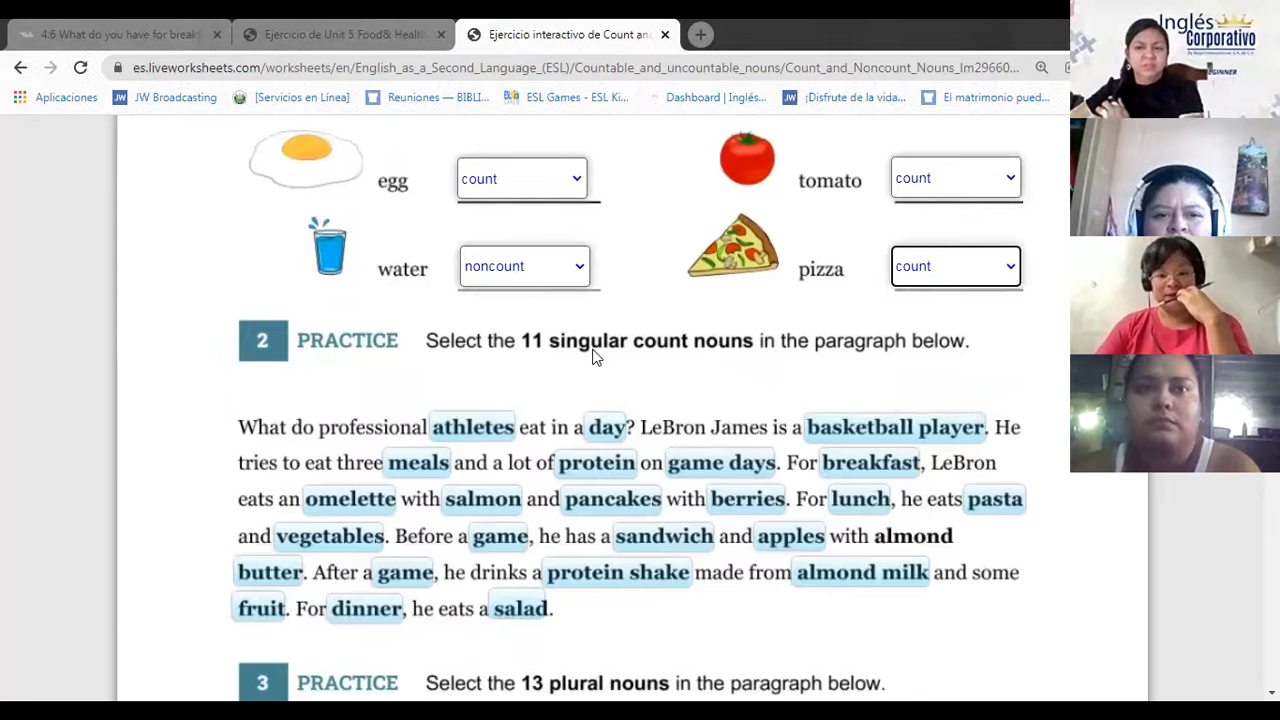 4.6 What do you have for break
Ejercicio de Unit 5 Food& Health
Ejercicio interactivo de Count and
es.liveworksheets.com/worksheets/en/English_as_a_Second_Language_(ESL)/Countable_and_uncountable_nouns/Count_and_Noncount_Nouns_lm29660...
Aplicaciones
JW Broadcasting
[Servicios en Línea]
Reuniones — BIBLI...
ESL Games - ESL Ki...
Dashboard | Inglés...
¡Disfrute de la vida...
El matrimonio pued...
Inglés
Corporativo
egg count
tomato count
water noncount
pizza count
2 PRACTICE Select the 11 singular count nouns in the paragraph below.
What do professional athletes eat in a day? LeBron James is a basketball player. He
tries to eat three meals and a lot of protein on game days. For breakfast, LeBron
eats an omelette with salmon and pancakes with berries. For lunch, he eats pasta
and vegetables. Before a game, he has a sandwich and apples with almond
butter. After a game, he drinks a protein shake made from almond milk and some
fruit. For dinner, he eats a salad.
3 PRACTICE Select the 13 plural nouns in the paragraph below.